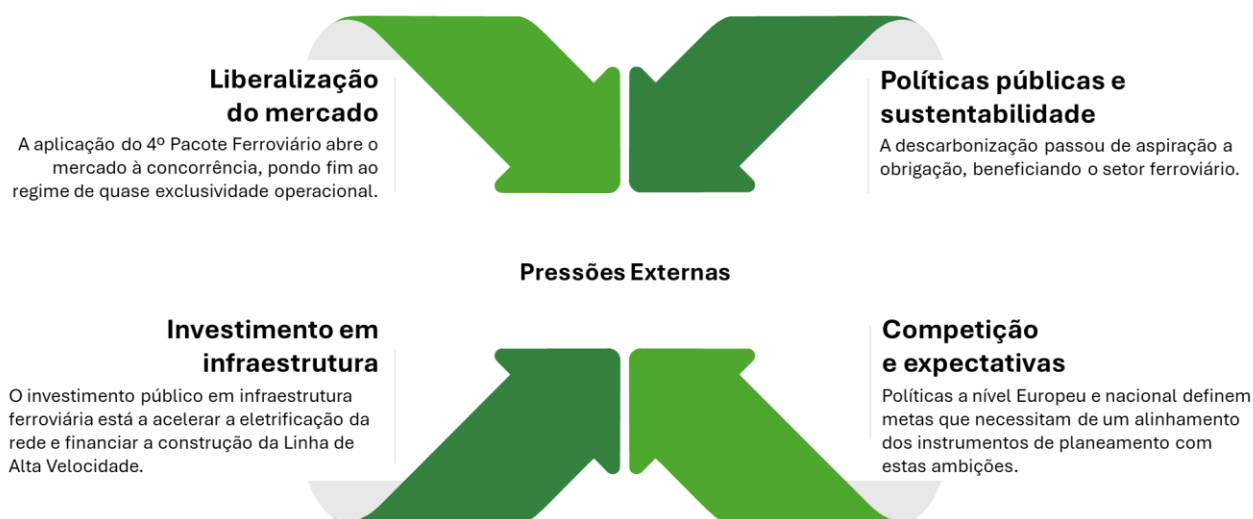 Liberalização
do mercado
A aplicação do 4º Pacote Ferroviário abre o
mercado à concorrência, pondo fim ao
regime de quase exclusividade operacional.
Políticas públicas e
sustentabilidade
A descarbonização passou de aspiração a
obrigação, beneficiando o setor ferroviário.
Pressões Externas
Investimento em
infraestrutura
O investimento público em infraestrutura
ferroviária está a acelerar a eletrificação da
rede e financiar a construção da Linha de
Alta Velocidade.
Competição
e expectativas
Políticas a nível Europeu e nacional definem
metas que necessitam de um alinhamento
dos instrumentos de planeamento com
estas ambições.